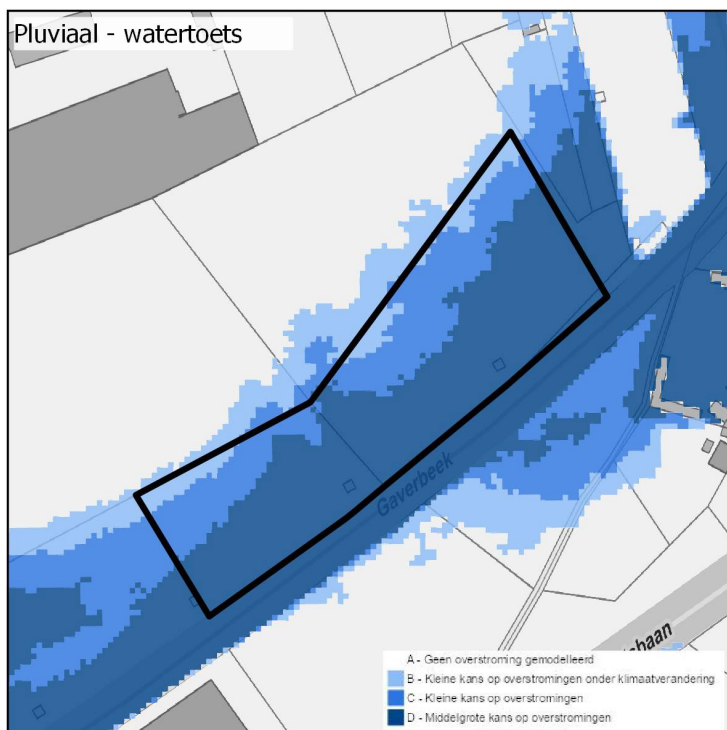 Pluviaal - watertoets
Gaverbeek
A - Geen overstroming gemodelleerd
B - Kleine kans op overstromingen onder klimaatverandering
C - Kleine kans op overstromingen
D - Middelgrote kans op overstromingen